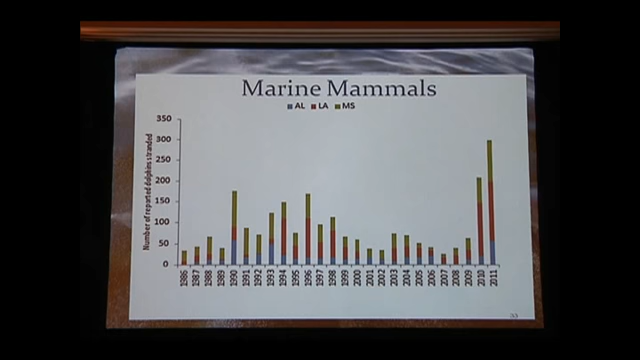 Marine Mammals
AL LA MS
Number of reported dolphins stranded
350
300
250
200
150
100
50
0
1986 1987 1988 1989 1990 1991 1992 1993 1994 1995 1996 1997 1998 1999 2000 2001 2002 2003 2004 2005 2006 2007 2008 2009 2010 2011